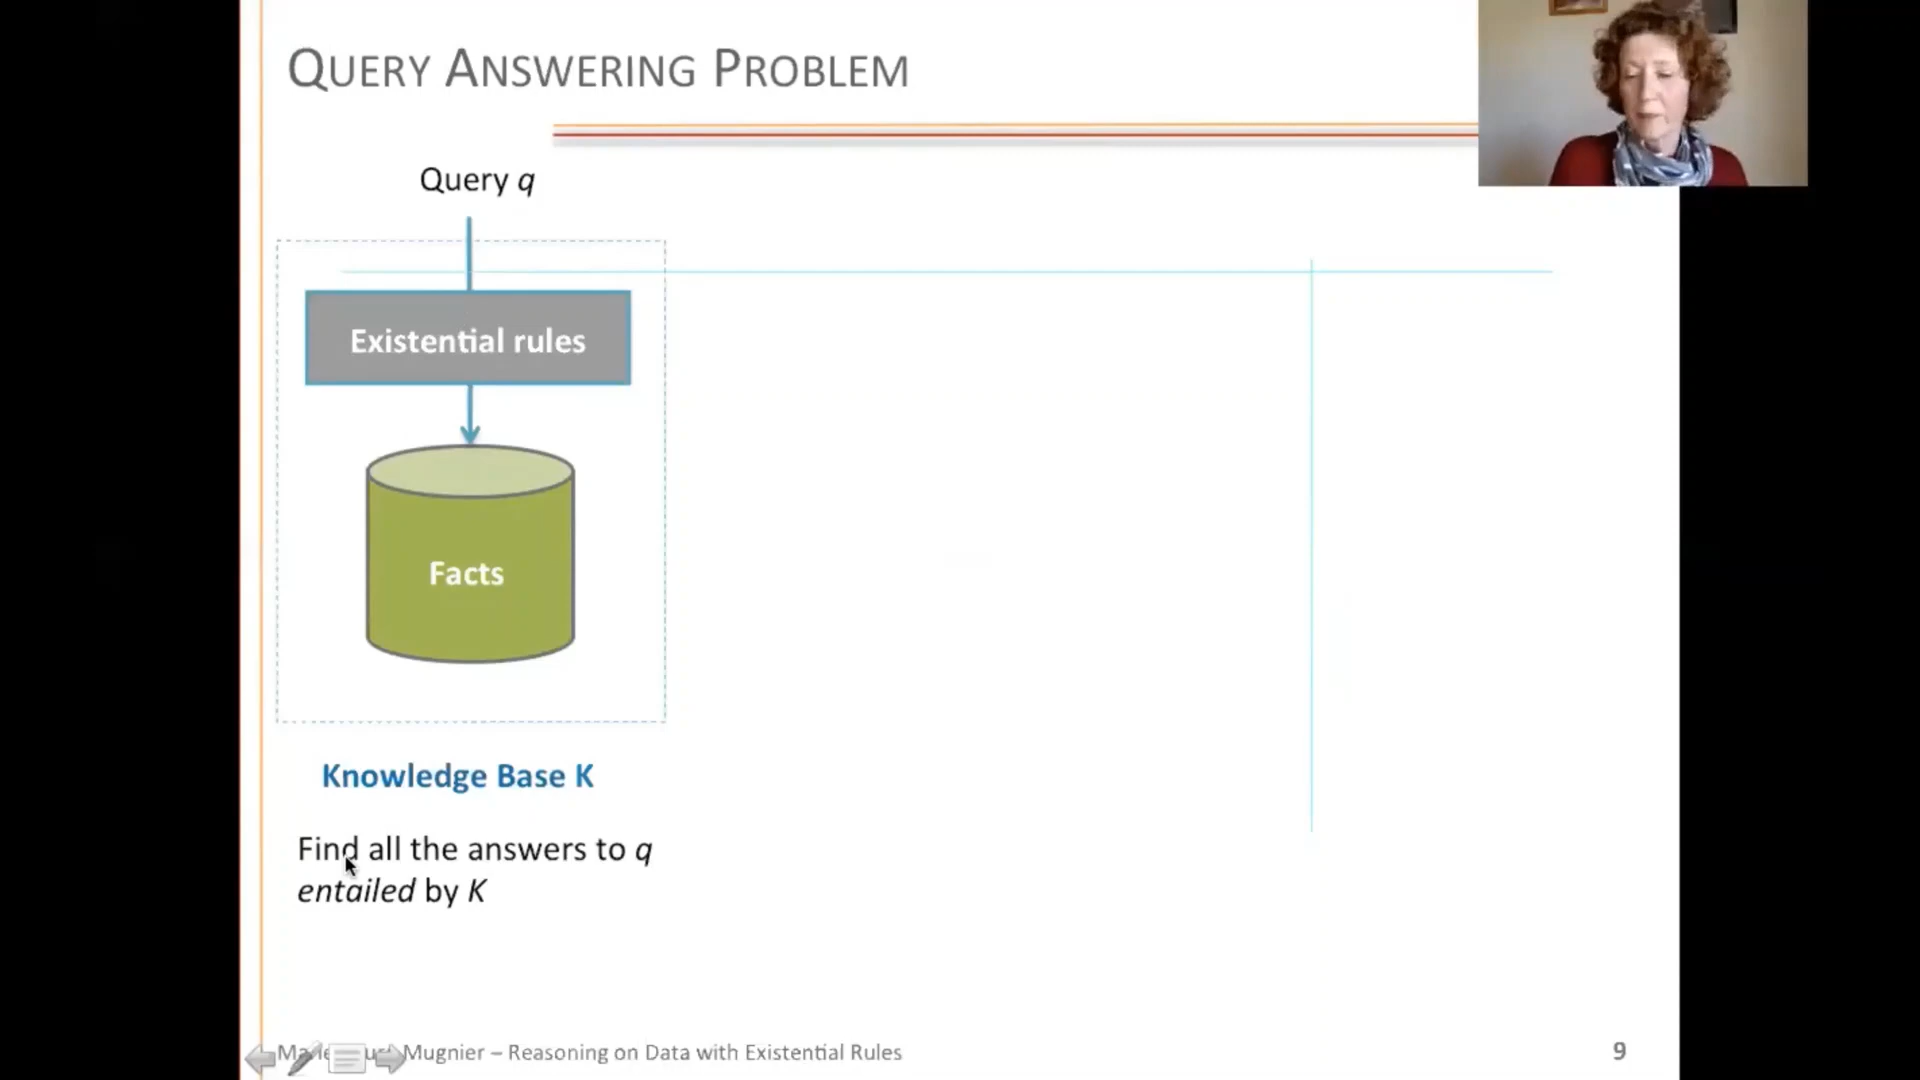 QUERY ANSWERING PROBLEM
Query q
Existential rules
Facts
Knowledge Base K
Find all the answers to q
entailed by K
Mugnier – Reasoning on Data with Existential Rules
9